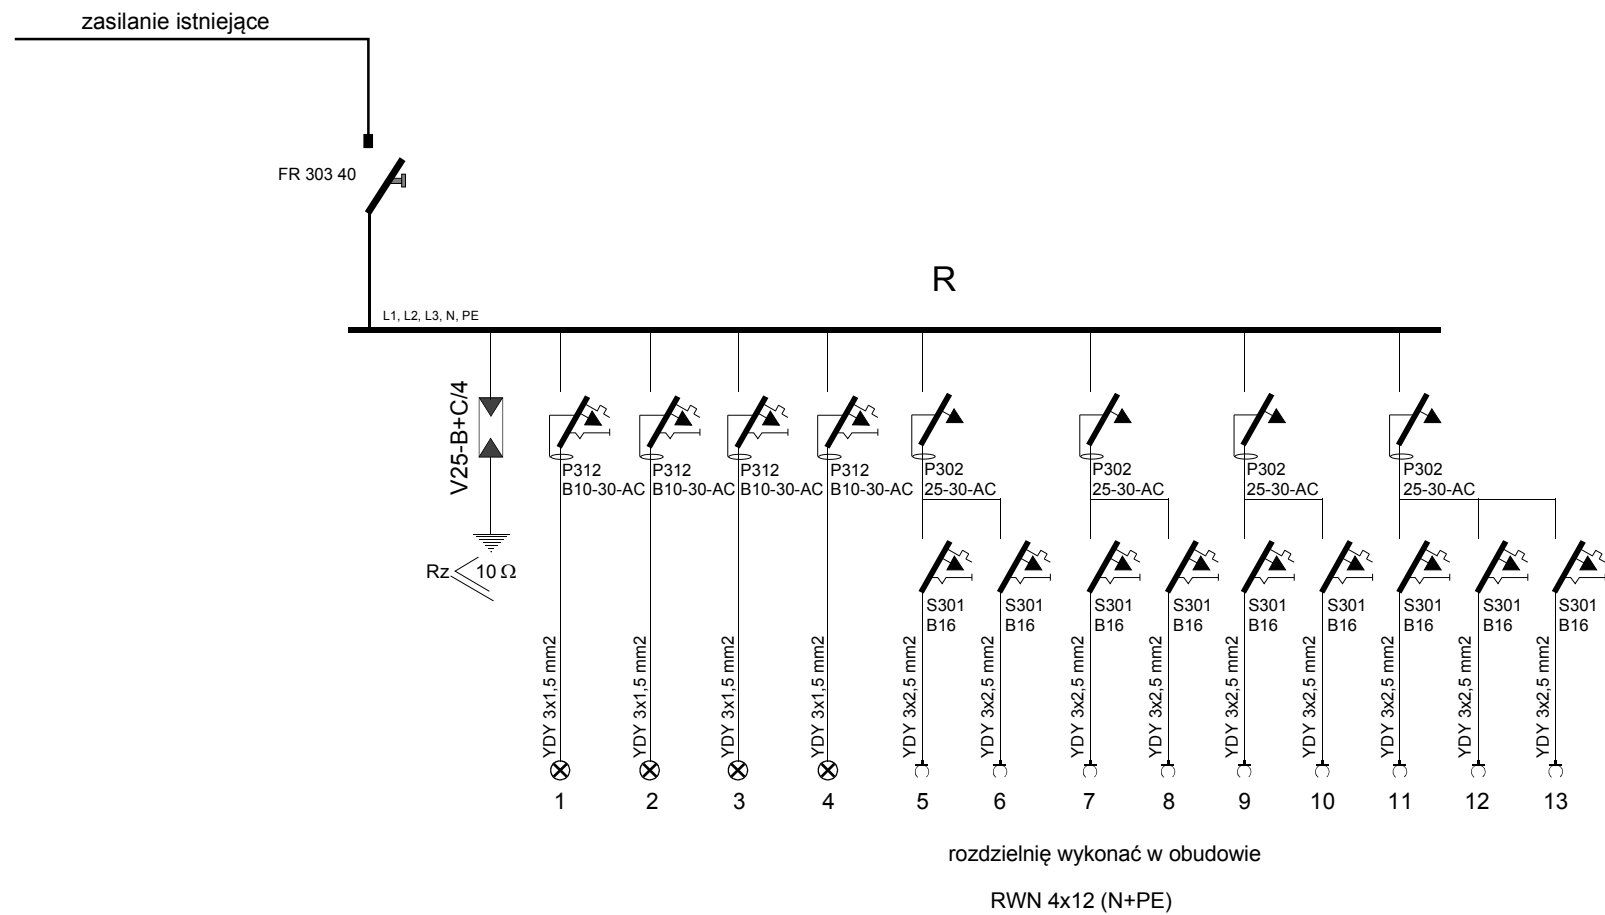 zasilanie istniejące
FR 303 40
R
L1, L2, L3, N, PE
V25-B+C/4
Rz < 10 Ω
P312
B10-30-AC
P312
B10-30-AC
P312
B10-30-AC
P312
B10-30-AC
P302
25-30-AC
P302
25-30-AC
P302
25-30-AC
P302
25-30-AC
S301
B16
S301
B16
S301
B16
S301
B16
S301
B16
S301
B16
S301
B16
S301
B16
S301
B16
YDY 3x1,5 mm2
YDY 3x1,5 mm2
YDY 3x1,5 mm2
YDY 3x1,5 mm2
YDY 3x2,5 mm2
YDY 3x2,5 mm2
YDY 3x2,5 mm2
YDY 3x2,5 mm2
YDY 3x2,5 mm2
YDY 3x2,5 mm2
YDY 3x2,5 mm2
YDY 3x2,5 mm2
YDY 3x2,5 mm2
1 2 3 4 5 6 7 8 9 10 11 12 13
rozdzielnię wykonać w obudowie
RWN 4x12 (N+PE)